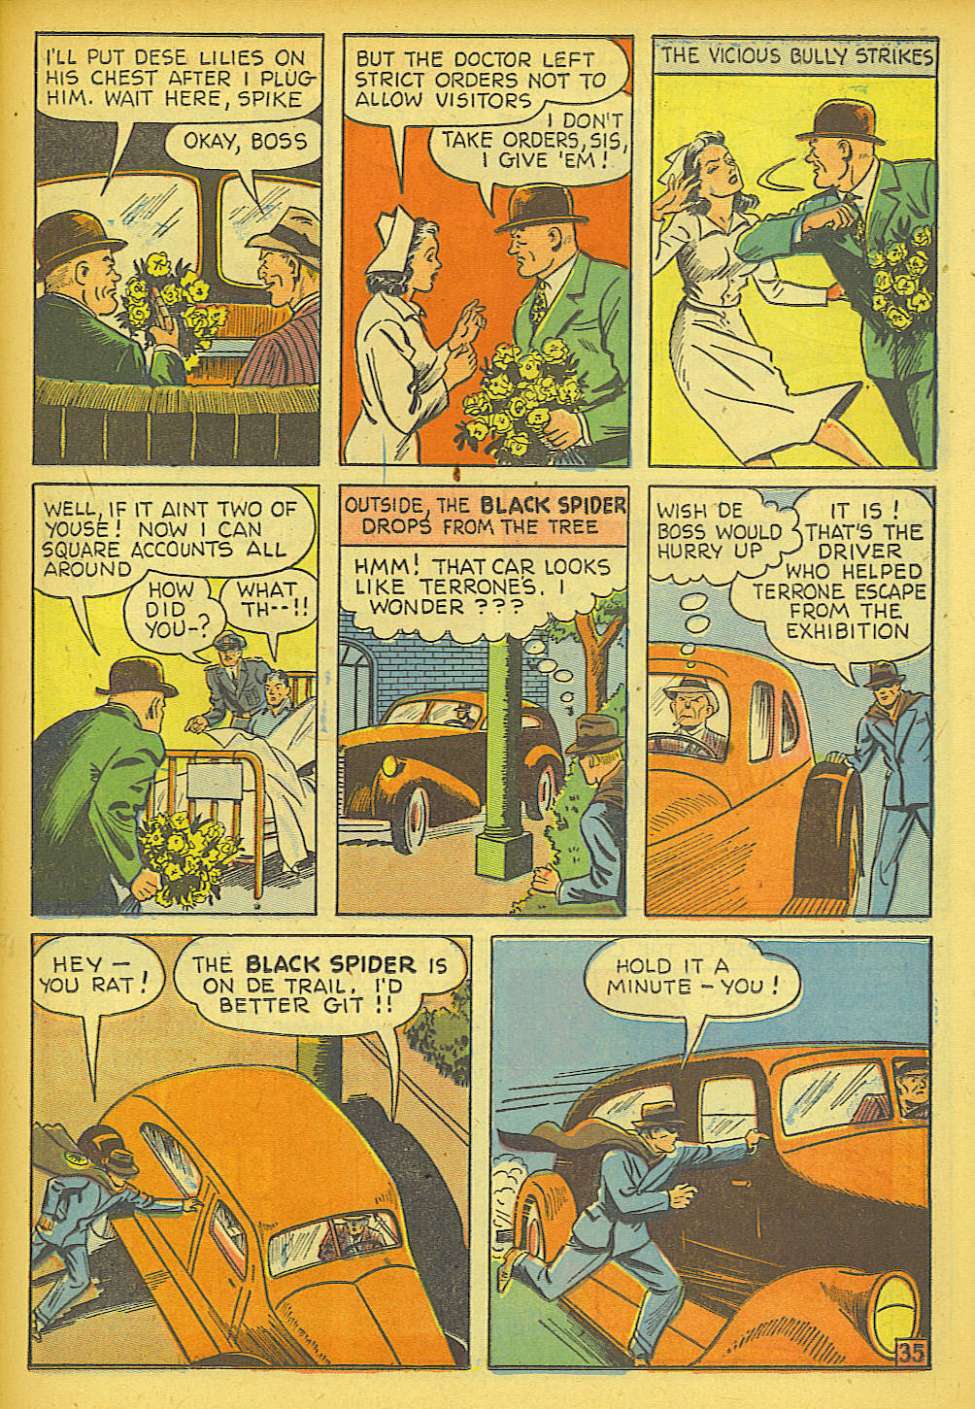 I'LL PUT DESE LILIES ON
HIS CHEST AFTER I PLUG
HIM. WAIT HERE, SPIKE
OKAY, BOSS
BUT THE DOCTOR LEFT
STRICT ORDERS NOT TO
ALLOW VISITORS
I DON'T
TAKE ORDERS, SIS,
I GIVE 'EM!
THE VICIOUS BULLY STRIKES
WELL, IF IT AINT TWO OF
YOUSE! NOW I CAN
SQUARE ACCOUNTS ALL
AROUND
HOW
DID
YOU-?
WHAT
TH--!!
OUTSIDE, THE BLACK SPIDER
DROPS FROM THE TREE
HMM! THAT CAR LOOKS
LIKE TERRONE'S. I
WONDER ???
WISH DE
BOSS WOULD
HURRY UP
IT IS!
THAT'S THE
DRIVER
WHO HELPED
TERRONE ESCAPE
FROM THE
EXHIBITION
HEY —
YOU RAT!
THE BLACK SPIDER IS
ON DE TRAIL. I'D
BETTER GIT !!
HOLD IT A
MINUTE — YOU!
35